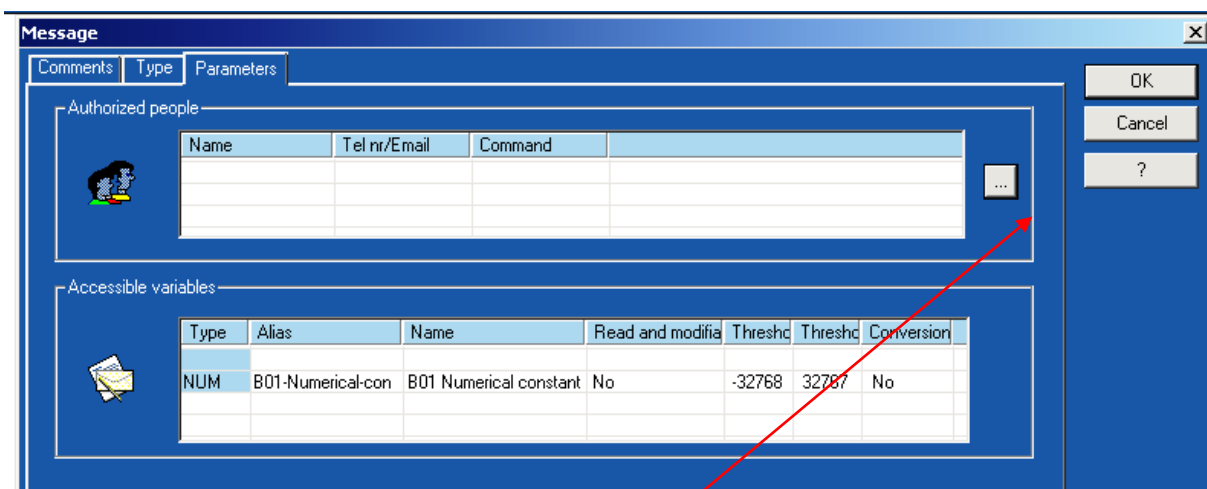 Message
Comments Type Parameters
OK
Authorized people
Cancel
Name Tel nr/Email Command
?
...
Accessible variables
Type Alias Name Read and modifia Thresho Thresho Conversion
NUM B01-Numerical-con B01 Numerical constant No -32768 32767 No